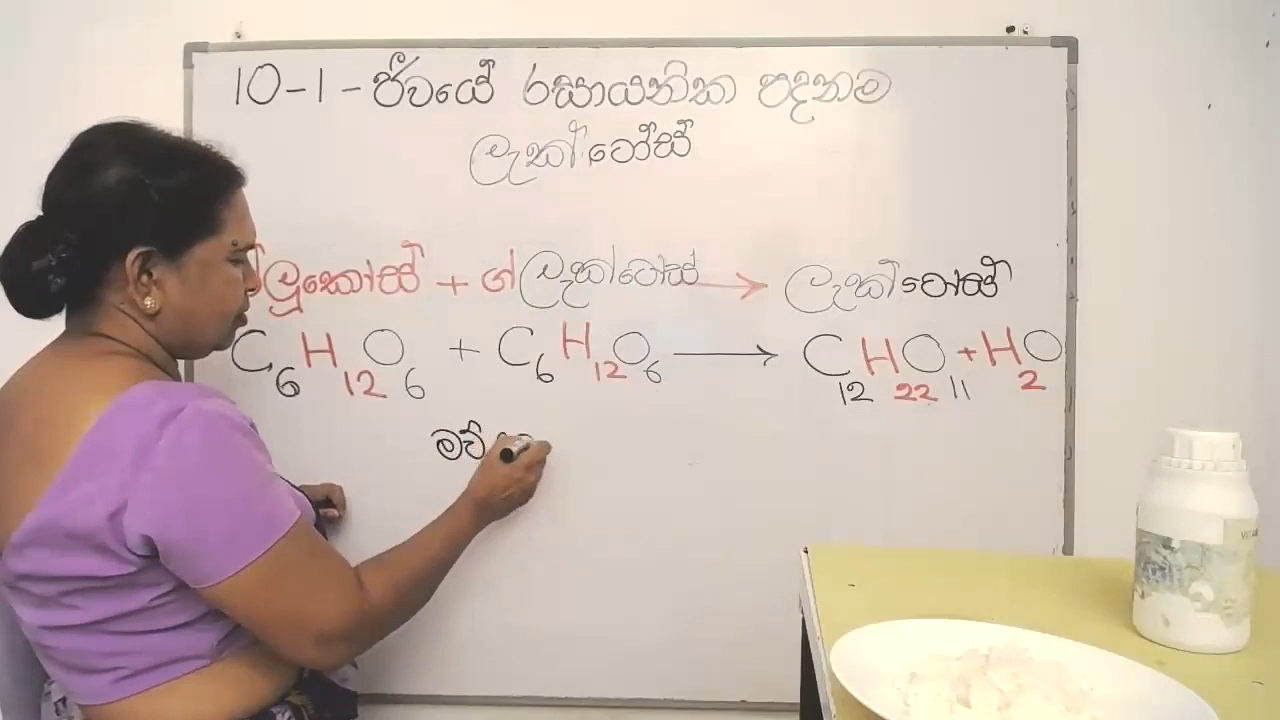 10-1-ජීවයේ රසායනික පදනම
ලැක්ටෝස්
ග්ලූකෝස් + ග්ලැක්ටෝස් → ලැක්ටෝස්
C6H12O6 + C6H12O6 → C12H22O11 + H2O